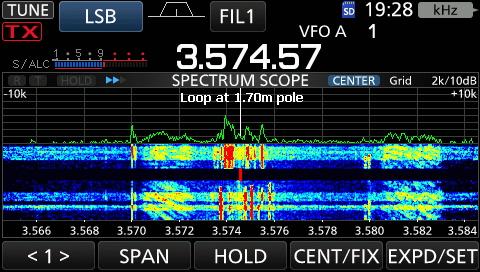 TUNE LSB FIL1 SD 19:28 kHz
TX VFO A 1
3.574.57
1 5 9
S/ALC
R T HOLD SPECTRUM SCOPE CENTER Grid 2k/10dB
-10k Loop at 1.70m pole +10k
3.566 3.568 3.570 3.572 3.574 3.576 3.578 3.580 3.582 3.584
< 1 > SPAN HOLD CENT/FIX EXPD/SET